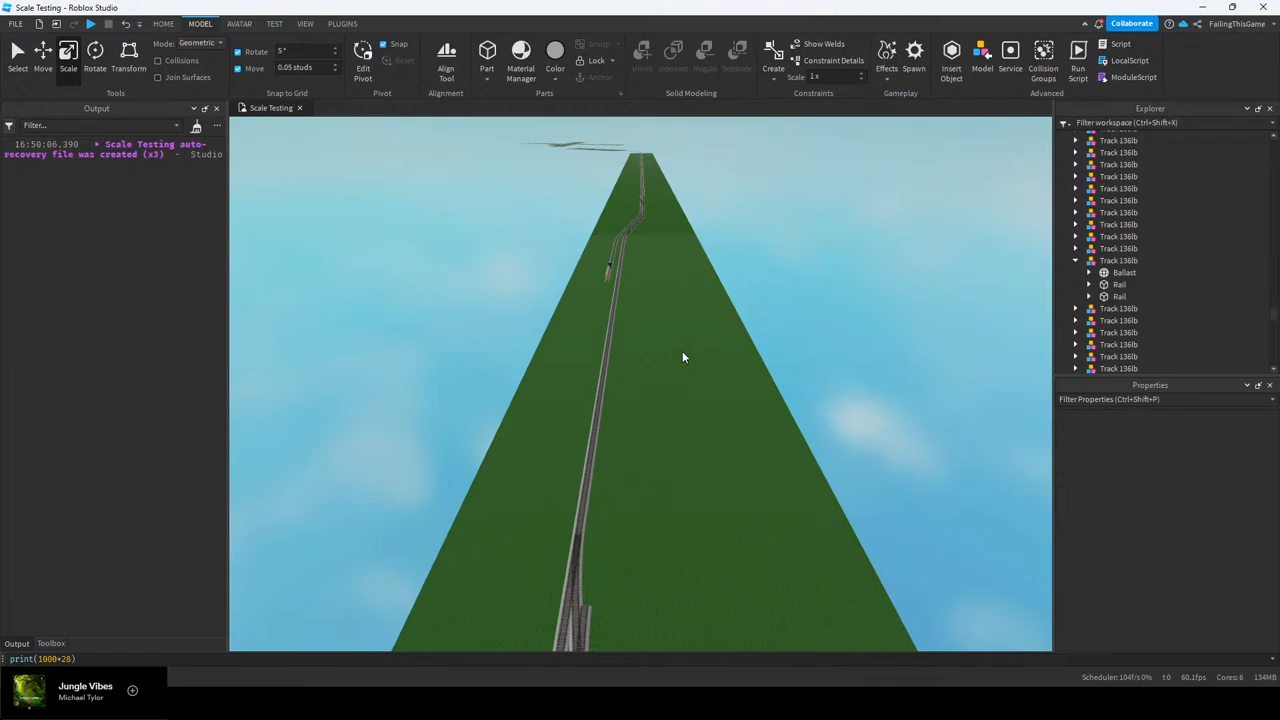 Scale Testing - Roblox Studio
FILE HOME MODEL AVATAR TEST VIEW PLUGINS
Collaborate FailingThisGame
Select Move Scale Rotate Transform
Mode: Geometric
Collisions
Join Surfaces
Tools
Rotate 5°
Move 0.05 studs
Snap to Grid
Edit Pivot
Snap
Reset
Pivot
Align Tool
Alignment
Part Material Manager Color
Group
Lock
Anchor
Parts
Union Intersect Negate Separate
Solid Modeling
Create
Show Welds
Constraint Details
Scale 1 x
Constraints
Effects Spawn
Gameplay
Insert Object Model Service Collision Groups Run Script
Script
LocalScript
ModuleScript
Advanced
Output
Filter...
16:50:06.390 Scale Testing auto-
recovery file was created (x3) - Studio
Scale Testing
Explorer
Filter workspace (Ctrl+Shift+X)
Track 136lb
Track 136lb
Track 136lb
Track 136lb
Track 136lb
Track 136lb
Track 136lb
Track 136lb
Track 136lb
Track 136lb
Track 136lb
Ballast
Rail
Rail
Track 136lb
Track 136lb
Track 136lb
Track 136lb
Track 136lb
Track 136lb
Properties
Filter Properties (Ctrl+Shift+P)
Output Toolbox
print(1000*28)
Jungle Vibes
Michael Tylor
Scheduler: 104f/s 0% t 0 60.1fps Cores: 6 134MB